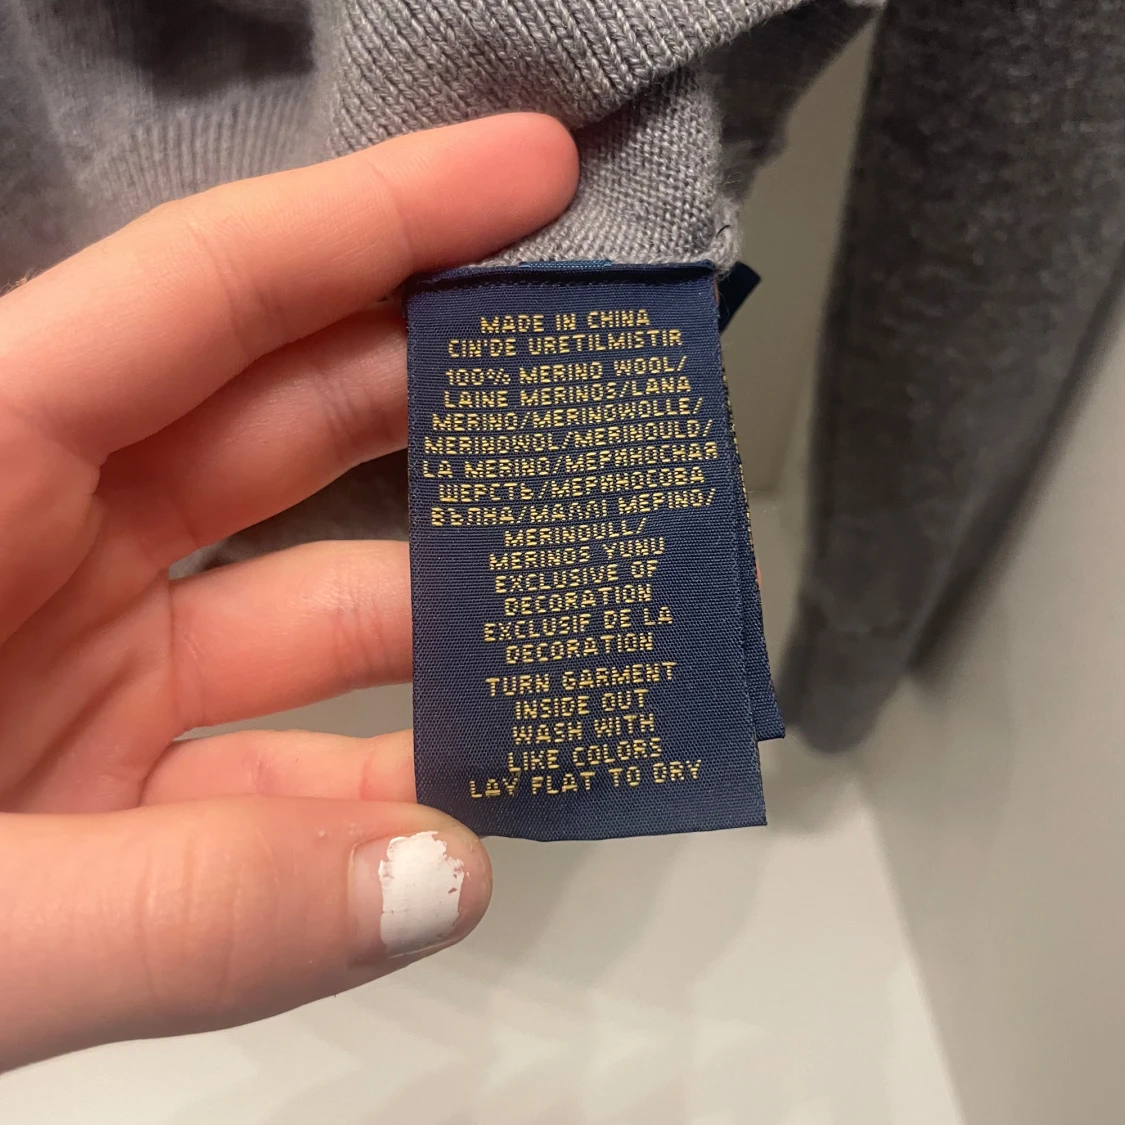 MADE IN CHINA
CIN'DE URETILMISTIR
100% MERINO WOOL/
LAINE MERINOS/LANA
MERINO/MERINOWOLLE/
MERINOWOL/MERINOULD/
LA MERINO/МЕРИНОСНАЯ
ШЕРСТЬ/МЕРИНОСОВА
ВЪЛНА/ΜΑΛΛΙ ΜΕΡΙΝΟ/
MERINOULL/
MERINOS YUNU
EXCLUSIVE OF
DECORATION
EXCLUSIF DE LA
DECORATION
TURN GARMENT
INSIDE OUT
WASH WITH
LIKE COLORS
LAY FLAT TO DRY